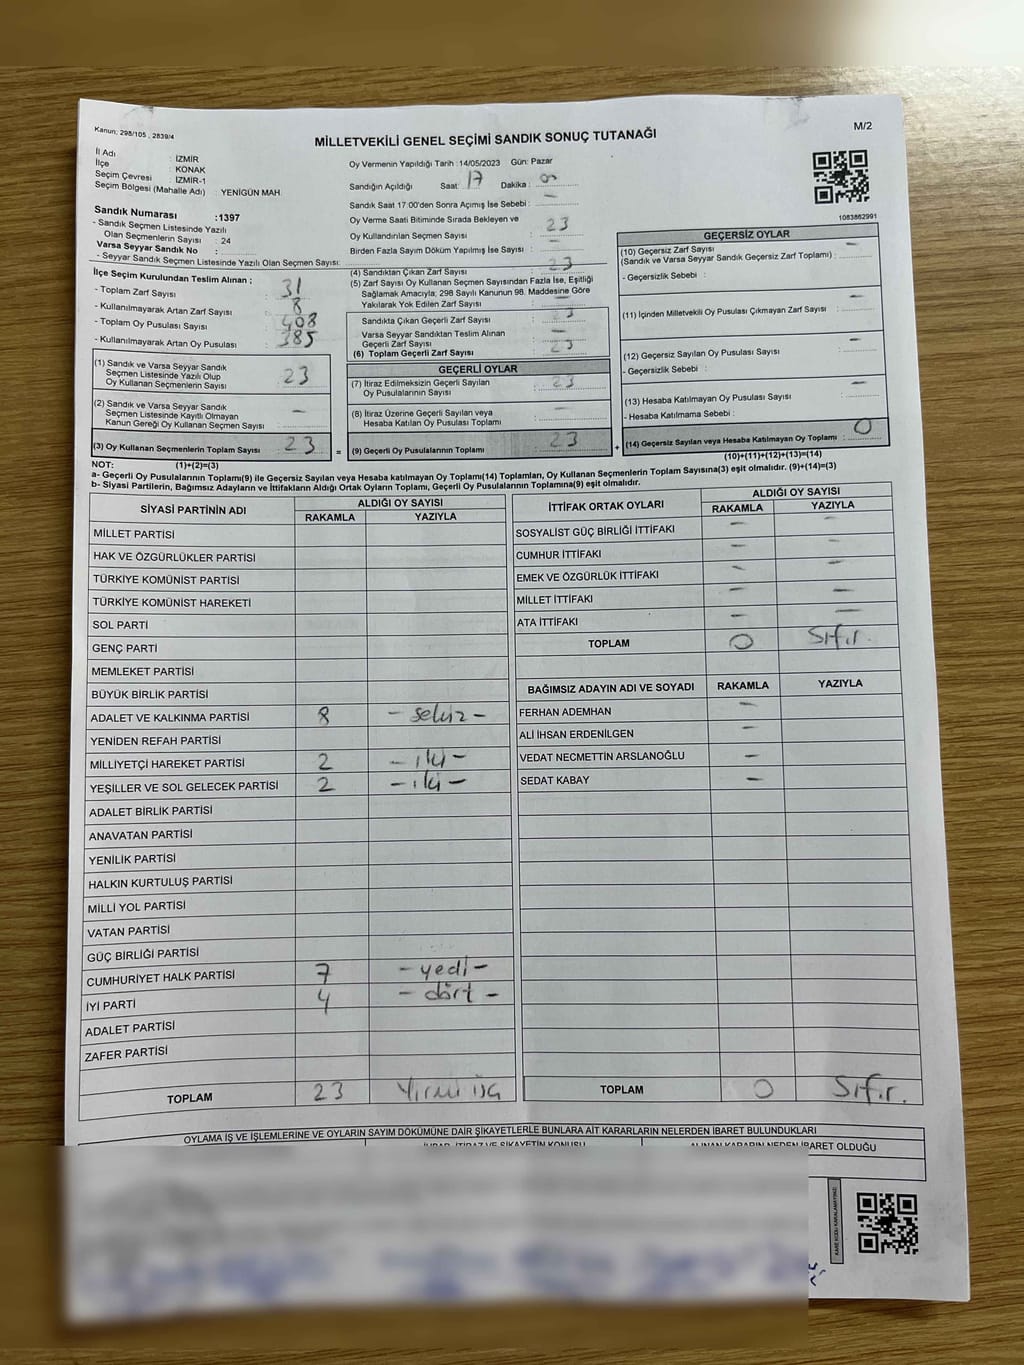 Kanun; 298/105 , 2839/4
MİLLETVEKİLİ GENEL SEÇİMİ SANDIK SONUÇ TUTANAĞI
M/2
İl Adı : İZMİR
İlçe : KONAK
Seçim Çevresi : İZMİR-1
Seçim Bölgesi (Mahalle Adı) : YENİGÜN MAH
Sandık Numarası :1397
- Sandık Seçmen Listesinde Yazılı
Olan Seçmenlerin Sayısı : 24
Varsa Seyyar Sandık No :
- Seyyar Sandık Seçmen Listesinde Yazılı Olan Seçmen Sayısı:
Oy Vermenin Yapıldığı Tarih :14/05/2023 Gün: Pazar
Sandığın Açıldığı Saat: 17 Dakika :
Sandık Saat 17.00'den Sonra Açımış İse Sebebi : –
Oy Verme Saati Bitiminde Sırada Bekleyen ve
Oy Kullandırılan Seçmen Sayısı : 23
Birden Fazla Sayım Döküm Yapılmış İse Sayısı : –
1083862991
İlçe Seçim Kurulundan Teslim Alınan ;
- Toplam Zarf Sayısı : 31
- Kullanılmayarak Artan Zarf Sayısı : 8
- Toplam Oy Pusulası Sayısı : 408
- Kullanılmayarak Artan Oy Pusulası : 385
(1) Sandık ve Varsa Seyyar Sandık
Seçmen Listesinde Yazılı Olup
Oy Kullanan Seçmenlerin Sayısı : 23
(2) Sandık ve Varsa Seyyar Sandık
Seçmen Listesinde Kayıtlı Olmayan
Kanun Gereği Oy Kullanan Seçmen Sayısı : –
(3) Oy Kullanan Seçmenlerin Toplam Sayısı : 23
(4) Sandıktan Çıkan Zarf Sayısı : 23
(5) Zarf Sayısı Oy Kullanan Seçmen Sayısından Fazla İse, Eşitliği
Sağlamak Amacıyla; 298 Sayılı Kanunun 98. Maddesine Göre
Yakılarak Yok Edilen Zarf Sayısı : –
Sandıkta Çıkan Geçerli Zarf Sayısı :
Varsa Seyyar Sandıktan Teslim Alınan
Geçerli Zarf Sayısı : –
(6) Toplam Geçerli Zarf Sayısı : 23
GEÇERLİ OYLAR
(7) İtiraz Edilmeksizin Geçerli Sayılan
Oy Pusulalarının Sayısı : 23
(8) İtiraz Üzerine Geçerli Sayılan veya
Hesaba Katılan Oy Pusulası Toplamı : –
= (9) Geçerli Oy Pusulalarının Toplamı : 23
GEÇERSİZ OYLAR
(10) Geçersiz Zarf Sayısı
(Sandık ve Varsa Seyyar Sandık Geçersiz Zarf Toplamı) : –
- Geçersizlik Sebebi :
(11) İçinden Milletvekili Oy Pusulası Çıkmayan Zarf Sayısı : –
(12) Geçersiz Sayılan Oy Pusulası Sayısı : –
- Geçersizlik Sebebi :
(13) Hesaba Katılmayan Oy Pusulası Sayısı : –
- Hesaba Katılmama Sebebi :
+ (14) Geçersiz Sayılan veya Hesaba Katılmayan Oy Toplamı : 0
(10)+(11)+(12)+(13)=(14)
NOT: (1)+(2)=(3)
a- Geçerli Oy Pusulalarının Toplamı(9) ile Geçersiz Sayılan veya Hesaba katılmayan Oy Toplamı(14) Toplamları, Oy Kullanan Seçmenlerin Toplam Sayısına(3) eşit olmalıdır. (9)+(14)=(3)
b- Siyasi Partilerin, Bağımsız Adayların ve İttifakların Aldığı Ortak Oyların Toplamı, Geçerli Oy Pusulalarının Toplamına(9) eşit olmalıdır.
SİYASİ PARTİNİN ADI ALDIĞI OY SAYISI
RAKAMLA YAZIYLA
MİLLET PARTİSİ
HAK VE ÖZGÜRLÜKLER PARTİSİ
TÜRKİYE KOMÜNİST PARTİSİ
TÜRKİYE KOMÜNİST HAREKETİ
SOL PARTİ
GENÇ PARTİ
MEMLEKET PARTİSİ
BÜYÜK BİRLİK PARTİSİ
ADALET VE KALKINMA PARTİSİ 8 – sekiz –
YENİDEN REFAH PARTİSİ
MİLLİYETÇİ HAREKET PARTİSİ 2 – iki –
YEŞİLLER VE SOL GELECEK PARTİSİ 2 – iki –
ADALET BİRLİK PARTİSİ
ANAVATAN PARTİSİ
YENİLİK PARTİSİ
HALKIN KURTULUŞ PARTİSİ
MİLLİ YOL PARTİSİ
VATAN PARTİSİ
GÜÇ BİRLİĞİ PARTİSİ
CUMHURİYET HALK PARTİSİ 7 – yedi –
İYİ PARTİ 4 – dört –
ADALET PARTİSİ
ZAFER PARTİSİ
TOPLAM 23 Yirmi üç
İTTİFAK ORTAK OYLARI ALDIĞI OY SAYISI
RAKAMLA YAZIYLA
SOSYALİST GÜÇ BİRLİĞİ İTTİFAKI – –
CUMHUR İTTİFAKI – –
EMEK VE ÖZGÜRLÜK İTTİFAKI – –
MİLLET İTTİFAKI – –
ATA İTTİFAKI – –
TOPLAM 0 Sıfır.
BAĞIMSIZ ADAYIN ADI VE SOYADI RAKAMLA YAZIYLA
FERHAN ADEMHAN –
ALİ İHSAN ERDENİLGEN –
VEDAT NECMETTİN ARSLANOĞLU –
SEDAT KABAY –
TOPLAM 0 Sıfır.
OYLAMA İŞ VE İŞLEMLERİNE VE OYLARIN SAYIM DÖKÜMÜNE DAİR ŞİKAYETLERLE BUNLARA AİT KARARLARIN NELERDEN İBARET BULUNDUKLARI
İHBAR, İTİRAZ VE ŞİKAYETİN KONUSU ALINAN KARARIN NEDEN İBARET OLDUĞU
KARE KODU KARALAMAYINIZ